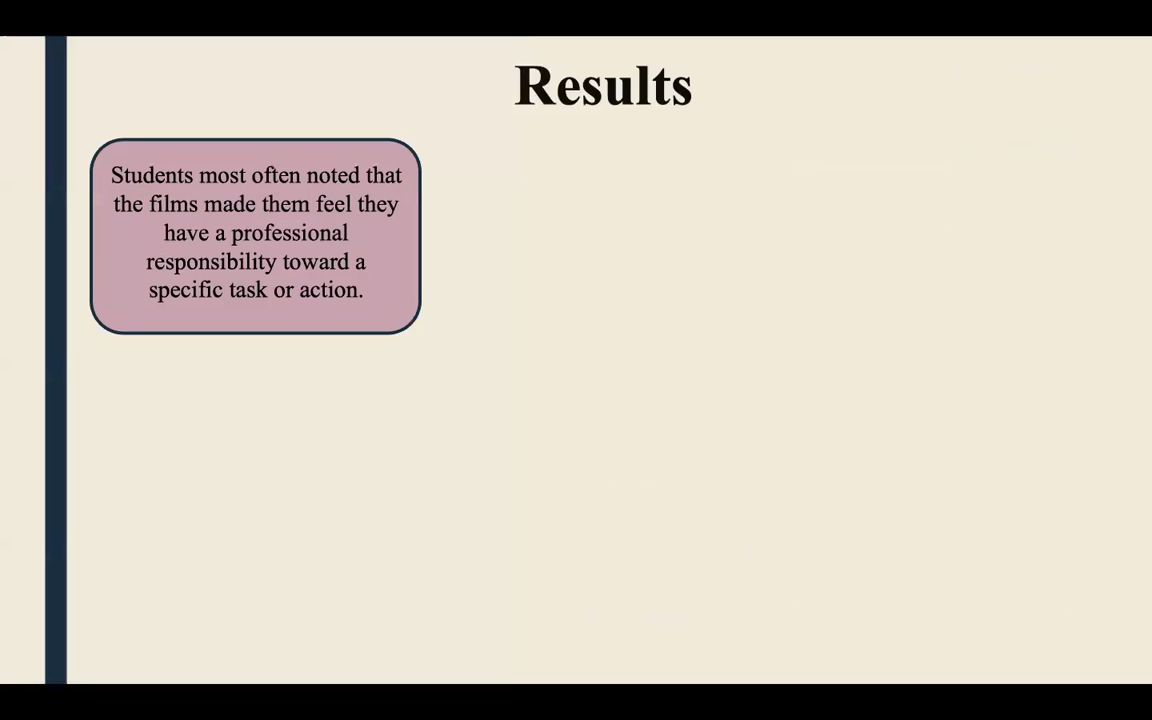 Results
Students most often noted that
the films made them feel they
have a professional
responsibility toward a
specific task or action.